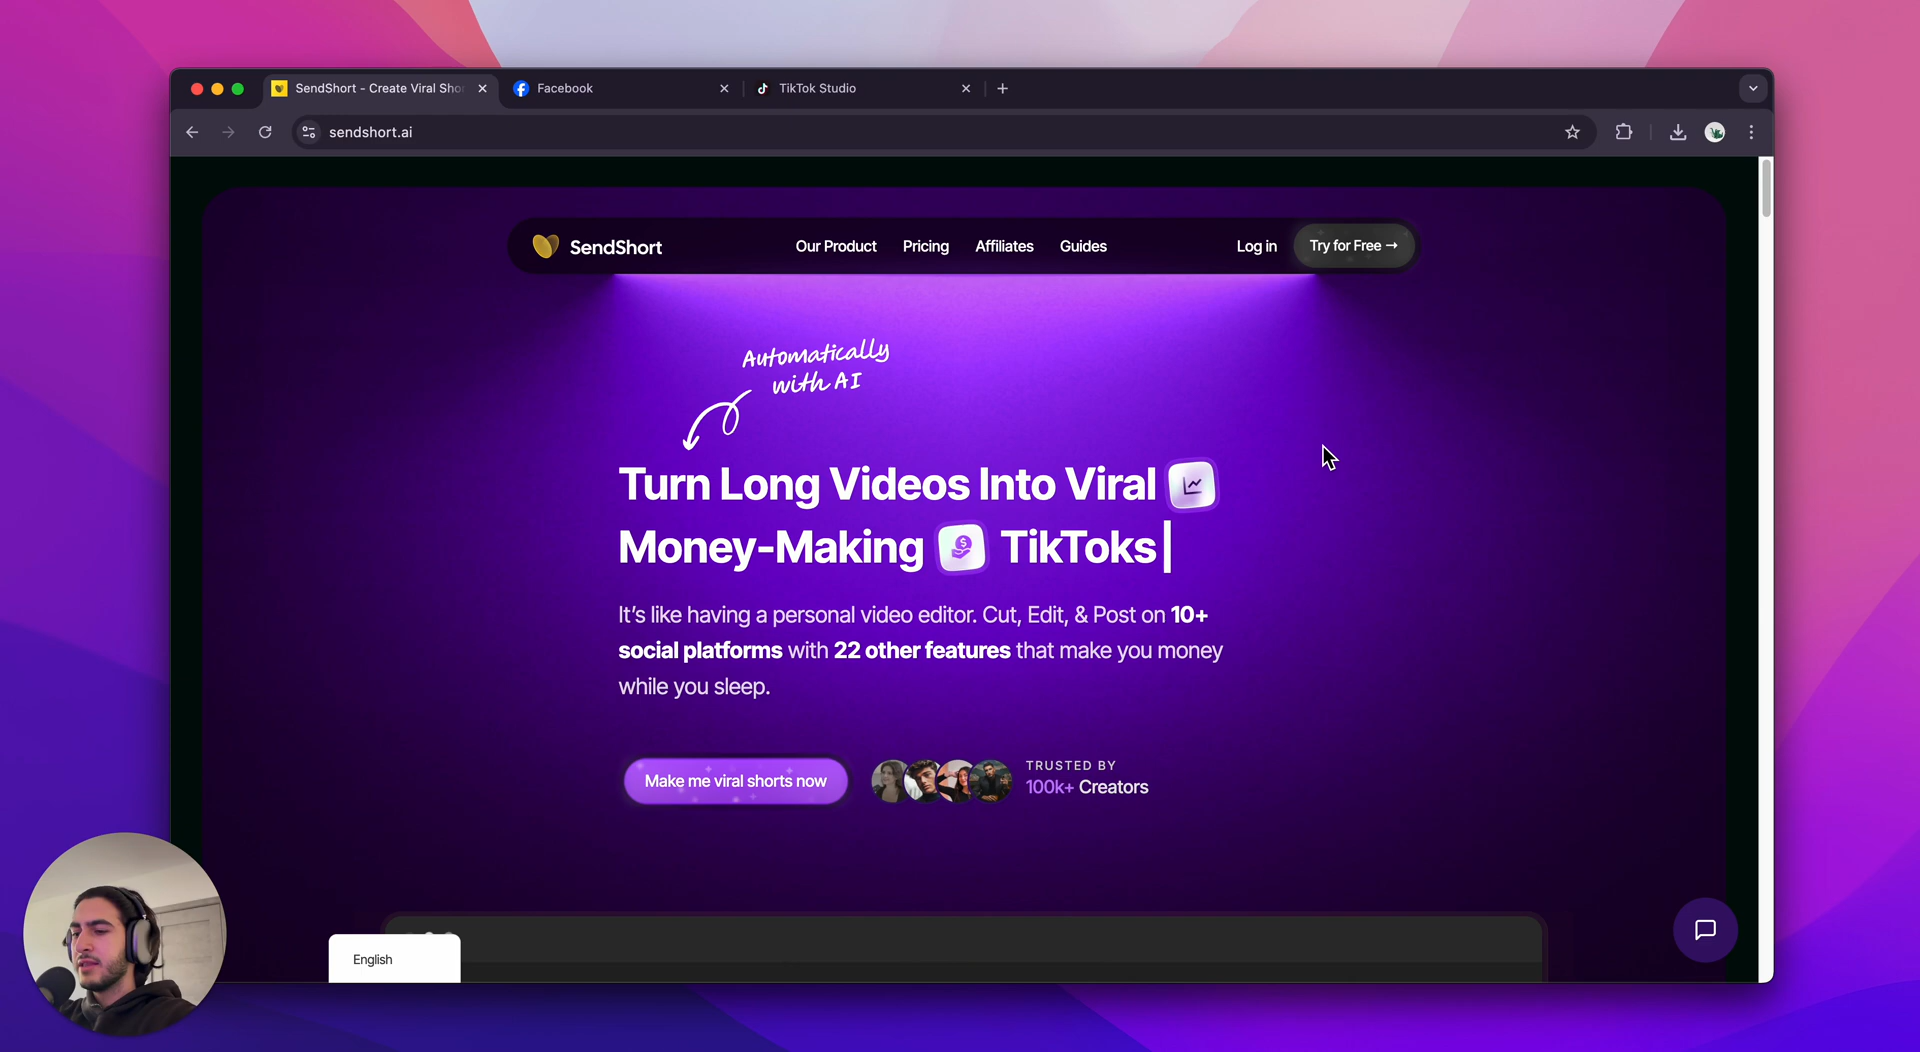 SendShort - Create Viral Sho
Facebook
TikTok Studio
sendshort.ai
SendShort
Our Product
Pricing
Affiliates
Guides
Log in
Try for Free →
Automatically
with AI
Turn Long Videos Into Viral
Money-Making $ TikToks
It's like having a personal video editor. Cut, Edit, & Post on 10+
social platforms with 22 other features that make you money
while you sleep.
Make me viral shorts now
TRUSTED BY
100k+ Creators
English